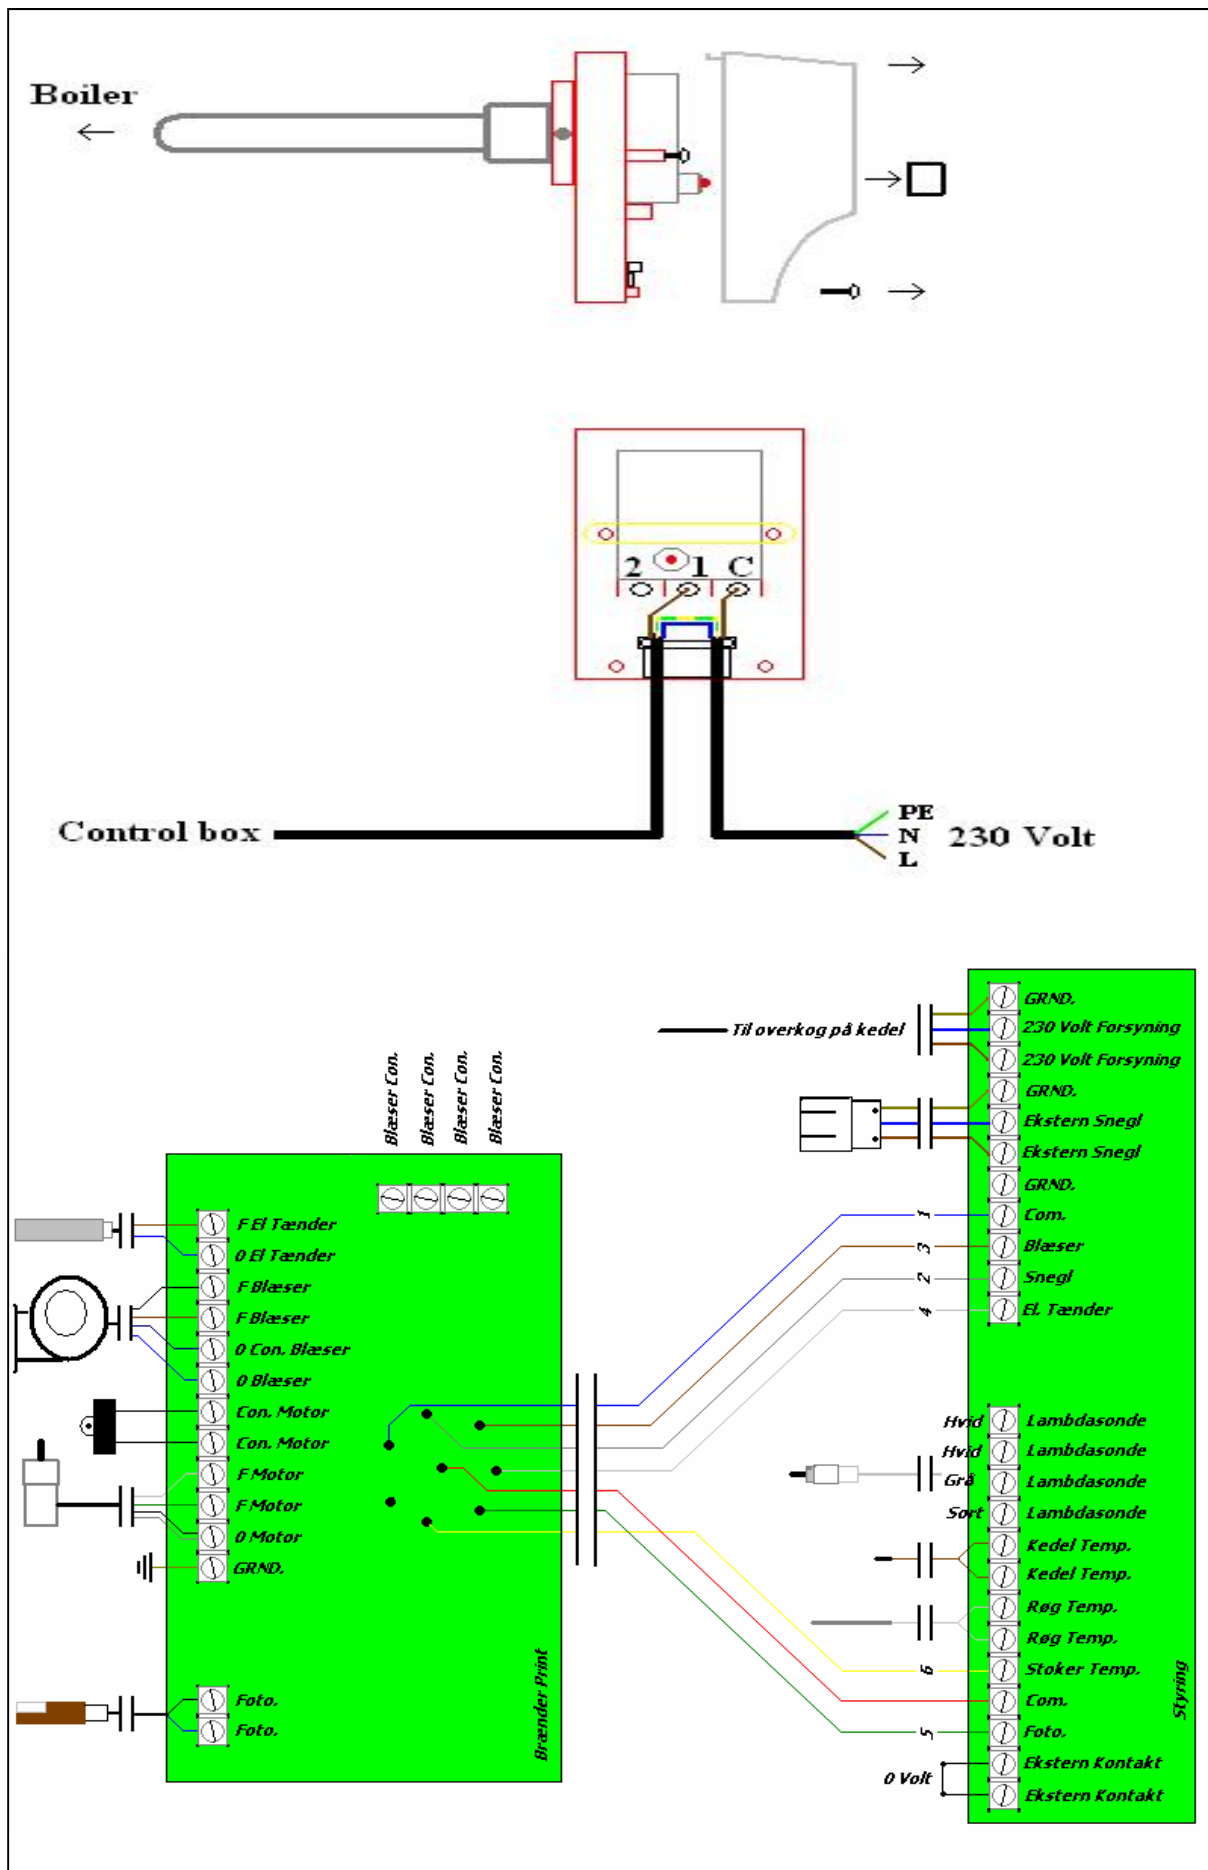 Boiler
2 1 C
Control box
PE
N
L
230 Volt
Til overkog på kedel
GRND.
230 Volt Forsyning
230 Volt Forsyning
GRND.
Ekstern Snegl
Ekstern Snegl
GRND.
1 Com.
3 Blæser
2 Snegl
4 El. Tænder
Blæser Con.
Blæser Con.
Blæser Con.
Blæser Con.
F El Tænder
0 El Tænder
F Blæser
F Blæser
0 Con. Blæser
0 Blæser
Con. Motor
Con. Motor
F Motor
F Motor
0 Motor
GRND.
Foto.
Foto.
Brænder Print
Hvid Lambdasonde
Hvid Lambdasonde
Grå Lambdasonde
Sort Lambdasonde
Kedel Temp.
Kedel Temp.
Røg Temp.
Røg Temp.
6 Stoker Temp.
Com.
5 Foto.
0 Volt
Ekstern Kontakt
Ekstern Kontakt
Styring